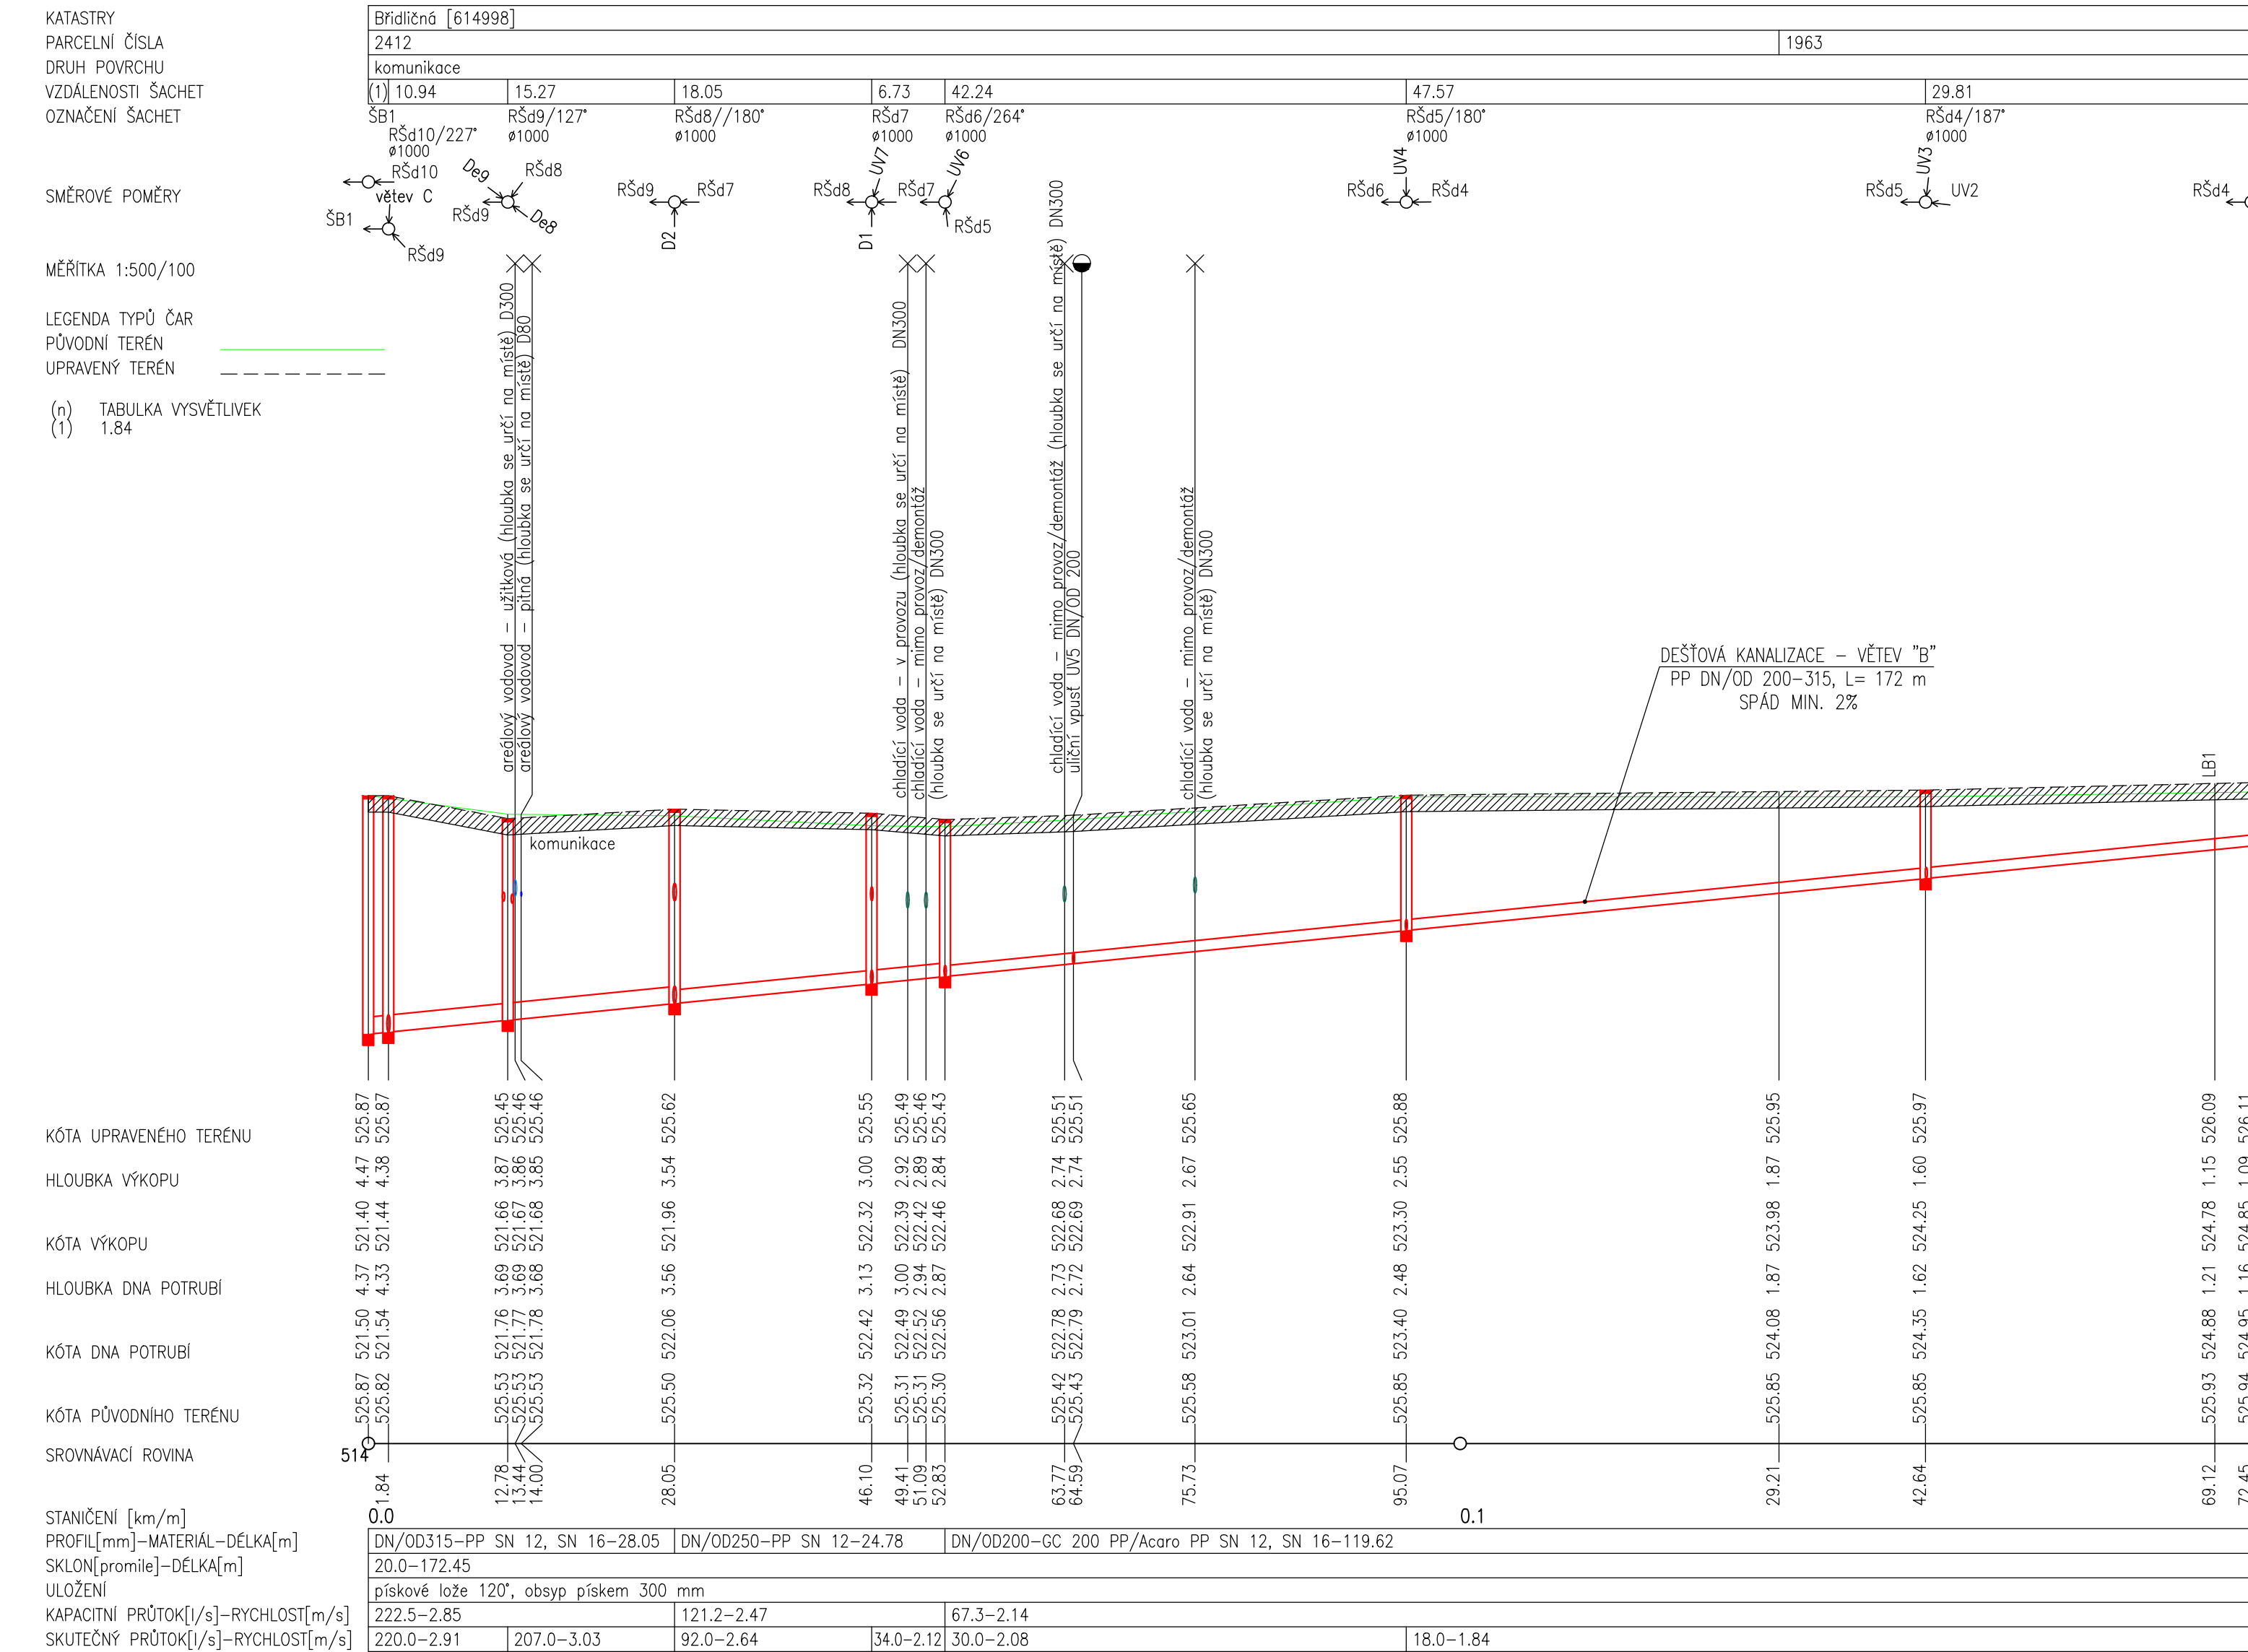 KATASTRY
Břidličná [614998]
PARCELNÍ ČÍSLA
2412
1963
DRUH POVRCHU
komunikace
VZDÁLENOSTI ŠACHET
(1) 10.94 15.27 18.05 6.73 42.24 47.57 29.81
OZNAČENÍ ŠACHET
ŠB1
RŠd10/227°
ø1000
RŠd9/127°
ø1000
RŠd8//180°
ø1000
RŠd7
ø1000
RŠd6/264°
ø1000
RŠd5/180°
ø1000
RŠd4/187°
ø1000
SMĚROVÉ POMĚRY
RŠd10
větev C
ŠB1
RŠd9
De9
RŠd8
RŠd9
De8
RŠd9
RŠd7
D2
UV7
RŠd8
RŠd7
D1
UV6
RŠd5
UV4
RŠd6
RŠd4
UV3
RŠd5
UV2
RŠd4
MĚŘÍTKA 1:500/100
LEGENDA TYPŮ ČAR
PŮVODNÍ TERÉN
UPRAVENÝ TERÉN
(n) TABULKA VYSVĚTLIVEK
(1) 1.84
areálový vodovod – užitková (hloubka se určí na místě) D300
areálový vodovod – pitná (hloubka se určí na místě) D80
chladící voda – v provozu (hloubka se určí na místě) DN300
chladící voda – mimo provoz/demontáž
(hloubka se určí na místě) DN300
chladící voda – mimo provoz/demontáž (hloubka se určí na místě) DN300
uliční vpusť UV5 DN/OD 200
chladící voda – mimo provoz/demontáž
(hloubka se určí na místě) DN300
DEŠŤOVÁ KANALIZACE – VĚTEV "B"
PP DN/OD 200–315, L= 172 m
SPÁD MIN. 2%
LB1
komunikace
KÓTA UPRAVENÉHO TERÉNU
525.87 525.87 525.45 525.46 525.46 525.62 525.55 525.49 525.46 525.43 525.51 525.51 525.65 525.88 525.95 525.97 526.09 526.11
HLOUBKA VÝKOPU
4.47 4.38 3.87 3.86 3.85 3.54 3.00 2.92 2.89 2.84 2.74 2.74 2.67 2.55 1.87 1.60 1.15 1.09
KÓTA VÝKOPU
521.40 521.44 521.66 521.67 521.68 521.96 522.32 522.39 522.42 522.46 522.68 522.69 522.91 523.30 523.98 524.25 524.78 524.85
HLOUBKA DNA POTRUBÍ
4.37 4.33 3.69 3.69 3.68 3.56 3.13 3.00 2.94 2.87 2.73 2.72 2.64 2.48 1.87 1.62 1.21 1.16
KÓTA DNA POTRUBÍ
521.50 521.54 521.76 521.77 521.78 522.06 522.42 522.49 522.52 522.56 522.78 522.79 523.01 523.40 524.08 524.35 524.88 524.95
KÓTA PŮVODNÍHO TERÉNU
525.87 525.82 525.53 525.53 525.53 525.50 525.32 525.31 525.31 525.30 525.42 525.43 525.58 525.85 525.85 525.85 525.93 525.94
SROVNÁVACÍ ROVINA
514
1.84 12.78 13.44 14.00 28.05 46.10 49.41 51.09 52.83 63.77 64.59 75.73 95.07 29.21 42.64 69.12 72.45
STANIČENÍ [km/m]
0.0 0.1
PROFIL[mm]–MATERIÁL–DÉLKA[m]
DN/OD315–PP SN 12, SN 16–28.05
DN/OD250–PP SN 12–24.78
DN/OD200–GC 200 PP/Acaro PP SN 12, SN 16–119.62
SKLON[promile]–DÉLKA[m]
20.0–172.45
ULOŽENÍ
pískové lože 120°, obsyp pískem 300 mm
KAPACITNÍ PRŮTOK[l/s]–RYCHLOST[m/s]
222.5–2.85 121.2–2.47 67.3–2.14
SKUTEČNÝ PRŮTOK[l/s]–RYCHLOST[m/s]
220.0–2.91 207.0–3.03 92.0–2.64 34.0–2.12 30.0–2.08 18.0–1.84